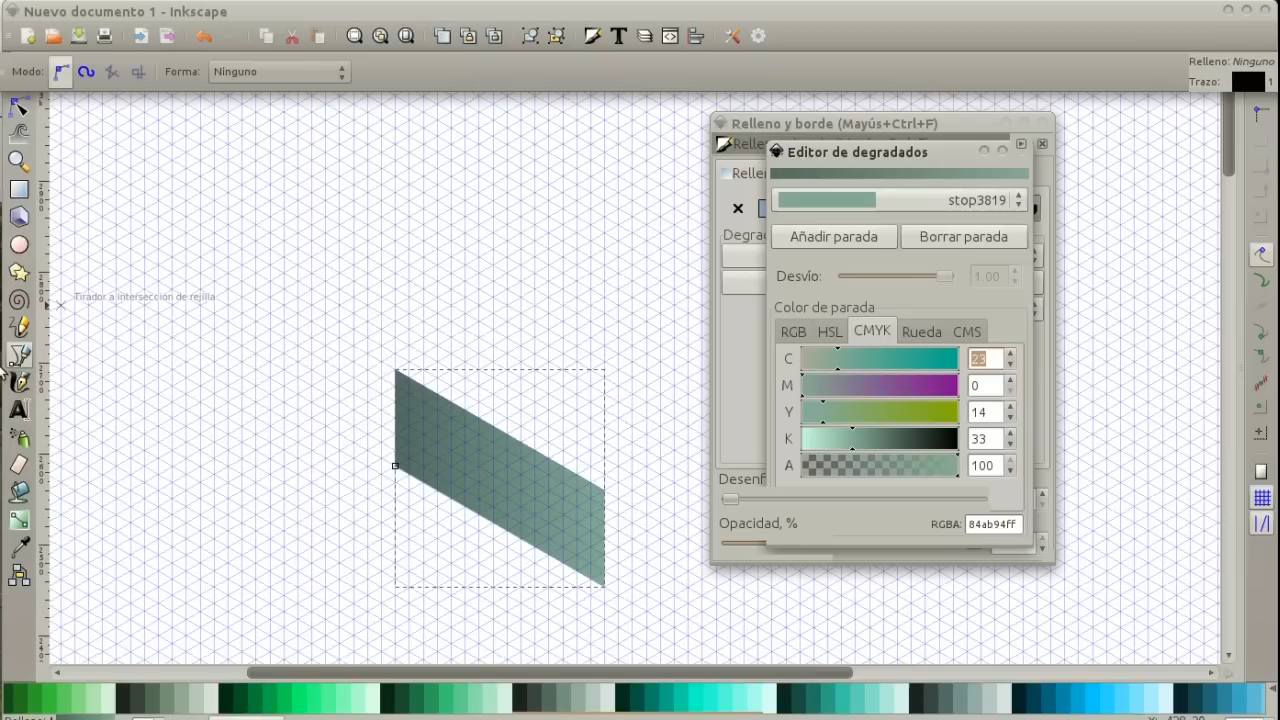 Nuevo documento 1 - Inkscape
Modo: Forma: Ninguno
Relleno: Ninguno
Trazo: 1
Relleno y borde (Mayús+Ctrl+F)
Editor de degradados
stop3819
Añadir parada Borrar parada
Desvío: 1.00
Color de parada
RGB HSL CMYK Rueda CMS
C 23
M 0
Y 14
K 33
A 100
Opacidad, % RGBA: 84ab94ff
Tirador a intersección de rejilla